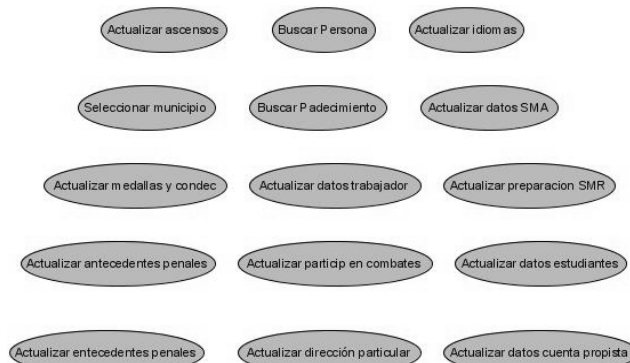 Actualizar ascensos
Buscar Persona
Actualizar idiomas
Seleccionar municipio
Buscar Padecimiento
Actualizar datos SMA
Actualizar medallas y condec
Actualizar datos trabajador
Actualizar preparacion SMR
Actualizar antecedentes penales
Actualizar particip en combates
Actualizar datos estudiantes
Actualizar entecedentes penales
Actualizar dirección particular
Actualizar datos cuenta propista